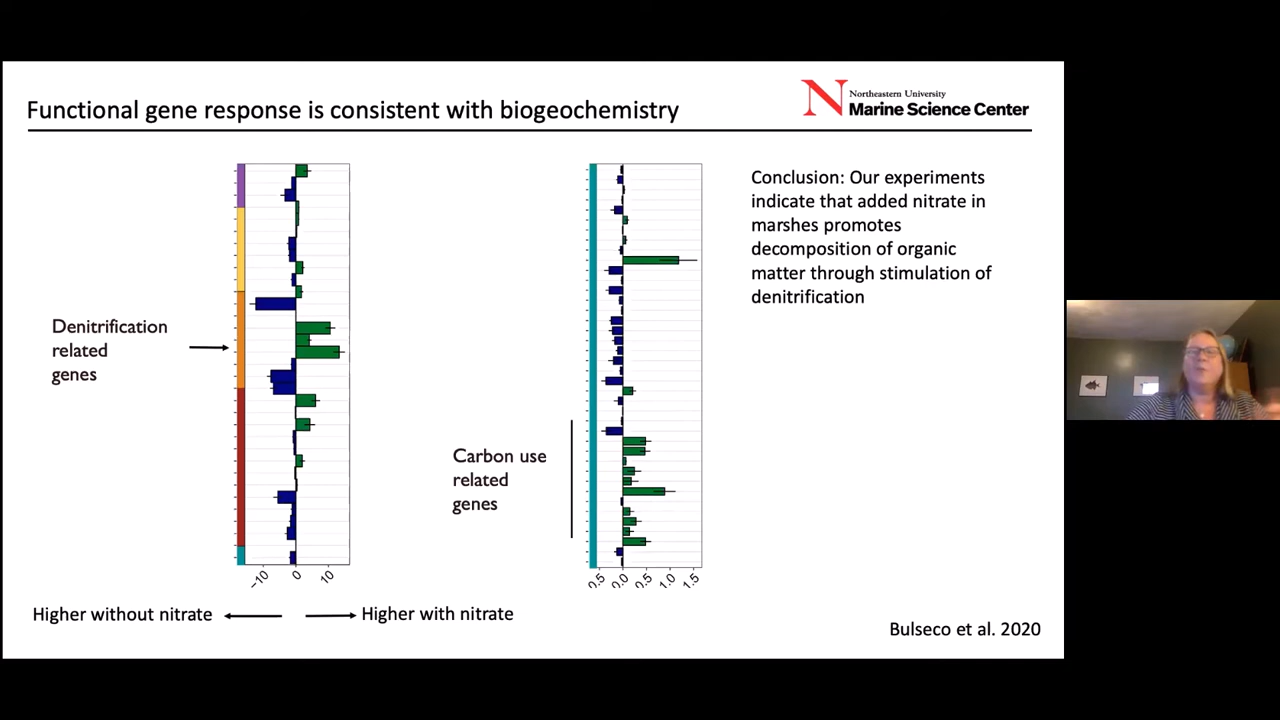 Functional gene response is consistent with biogeochemistry
N
Northeastern University
Marine Science Center
Denitrification
related
genes
-10 0 10
Carbon use
related
genes
0.5 0.0 0.5 1.0 1.5
Conclusion: Our experiments
indicate that added nitrate in
marshes promotes
decomposition of organic
matter through stimulation of
denitrification
Higher without nitrate
Higher with nitrate
Bulseco et al. 2020